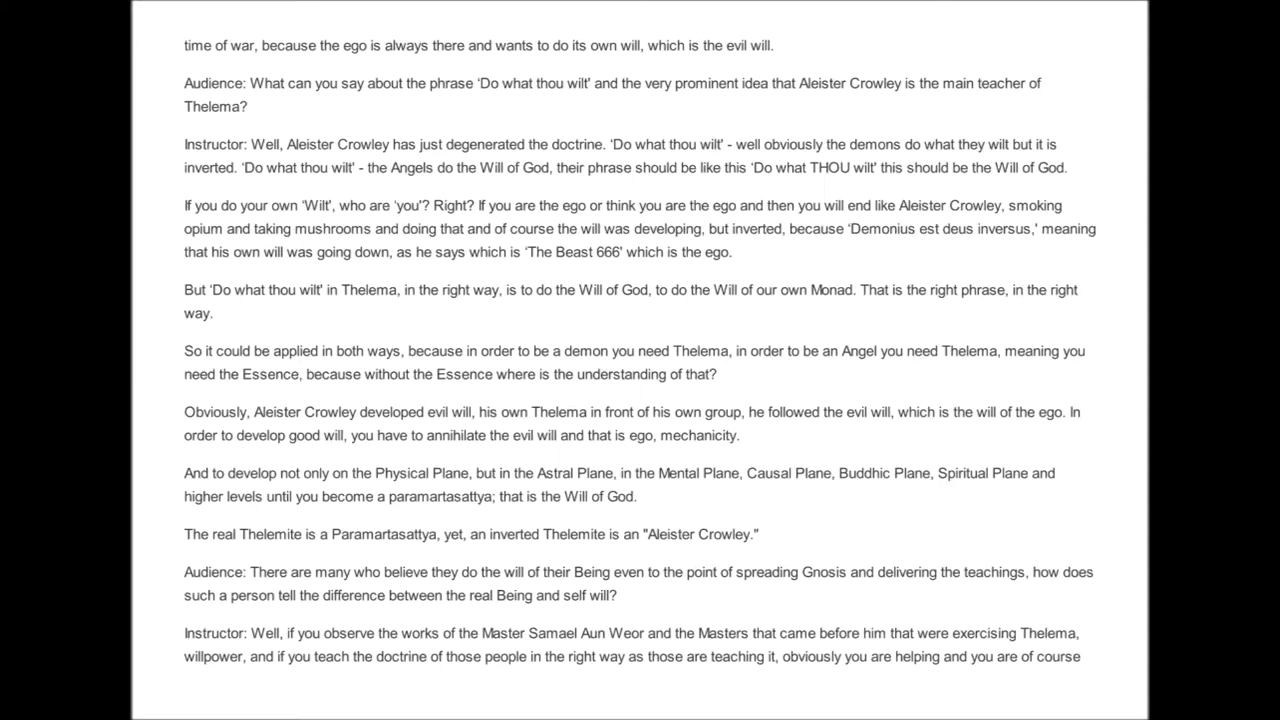 time of war, because the ego is always there and wants to do its own will, which is the evil will.
Audience: What can you say about the phrase ‘Do what thou wilt' and the very prominent idea that Aleister Crowley is the main teacher of
Thelema?
Instructor: Well, Aleister Crowley has just degenerated the doctrine. ‘Do what thou wilt' - well obviously the demons do what they wilt but it is
inverted. ‘Do what thou wilt' - the Angels do the Will of God, their phrase should be like this ‘Do what THOU wilt' this should be the Will of God.
If you do your own ‘Wilt', who are ‘you'? Right? If you are the ego or think you are the ego and then you will end like Aleister Crowley, smoking
opium and taking mushrooms and doing that and of course the will was developing, but inverted, because ‘Demonius est deus inversus,' meaning
that his own will was going down, as he says which is ‘The Beast 666' which is the ego.
But ‘Do what thou wilt' in Thelema, in the right way, is to do the Will of God, to do the Will of our own Monad. That is the right phrase, in the right
way.
So it could be applied in both ways, because in order to be a demon you need Thelema, in order to be an Angel you need Thelema, meaning you
need the Essence, because without the Essence where is the understanding of that?
Obviously, Aleister Crowley developed evil will, his own Thelema in front of his own group, he followed the evil will, which is the will of the ego. In
order to develop good will, you have to annihilate the evil will and that is ego, mechanicity.
And to develop not only on the Physical Plane, but in the Astral Plane, in the Mental Plane, Causal Plane, Buddhic Plane, Spiritual Plane and
higher levels until you become a paramartasattya; that is the Will of God.
The real Thelemite is a Paramartasattya, yet, an inverted Thelemite is an "Aleister Crowley."
Audience: There are many who believe they do the will of their Being even to the point of spreading Gnosis and delivering the teachings, how does
such a person tell the difference between the real Being and self will?
Instructor: Well, if you observe the works of the Master Samael Aun Weor and the Masters that came before him that were exercising Thelema,
willpower, and if you teach the doctrine of those people in the right way as those are teaching it, obviously you are helping and you are of course